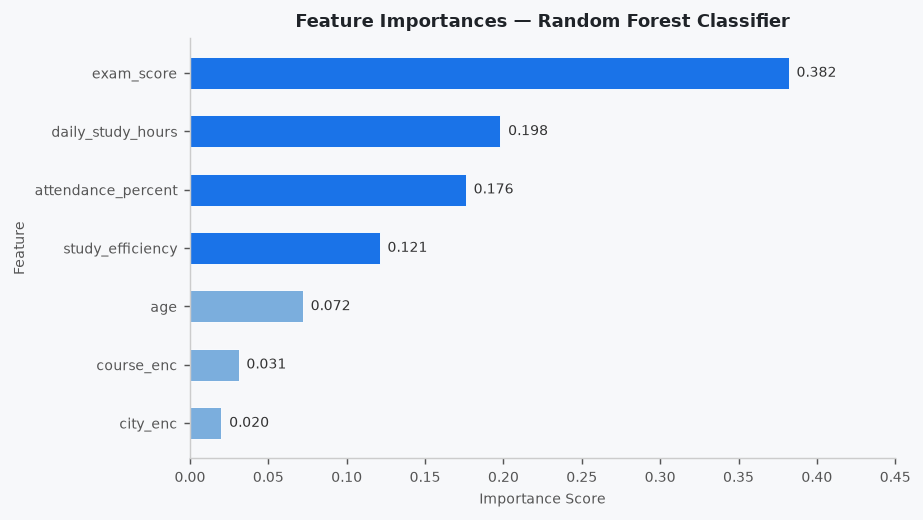 Feature Importances — Random Forest Classifier
exam_score 0.382
daily_study_hours 0.198
attendance_percent 0.176
study_efficiency 0.121
age 0.072
course_enc 0.031
city_enc 0.020
Feature
0.00 0.05 0.10 0.15 0.20 0.25 0.30 0.35 0.40 0.45
Importance Score